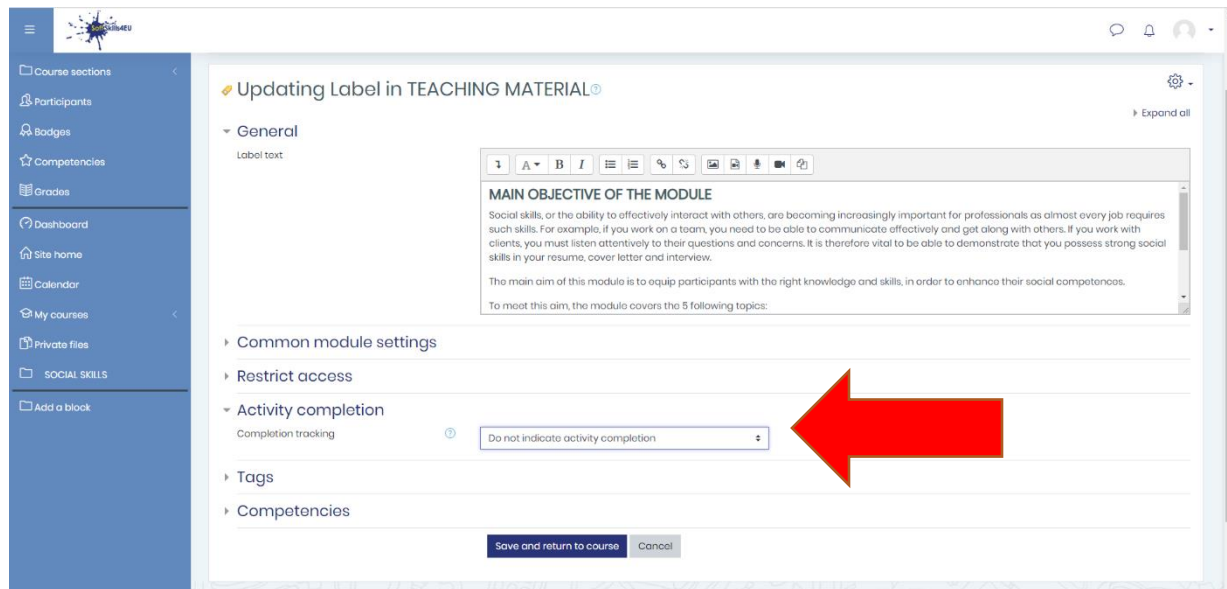 SoftSkills4EU
Course sections
Participants
Badges
Competencies
Grades
Dashboard
Site home
Calendar
My courses
Private files
SOCIAL SKILLS
Add a block
Updating Label in TEACHING MATERIAL
Expand all
General
Label text
MAIN OBJECTIVE OF THE MODULE
Social skills, or the ability to effectively interact with others, are becoming increasingly important for professionals as almost every job requires
such skills. For example, if you work on a team, you need to be able to communicate effectively and get along with others. If you work with
clients, you must listen attentively to their questions and concerns. It is therefore vital to be able to demonstrate that you possess strong social
skills in your resume, cover letter and interview.
The main aim of this module is to equip participants with the right knowledge and skills, in order to enhance their social competences.
To meet this aim, the module covers the 5 following topics:
Common module settings
Restrict access
Activity completion
Completion tracking
Do not indicate activity completion
Tags
Competencies
Save and return to course Cancel